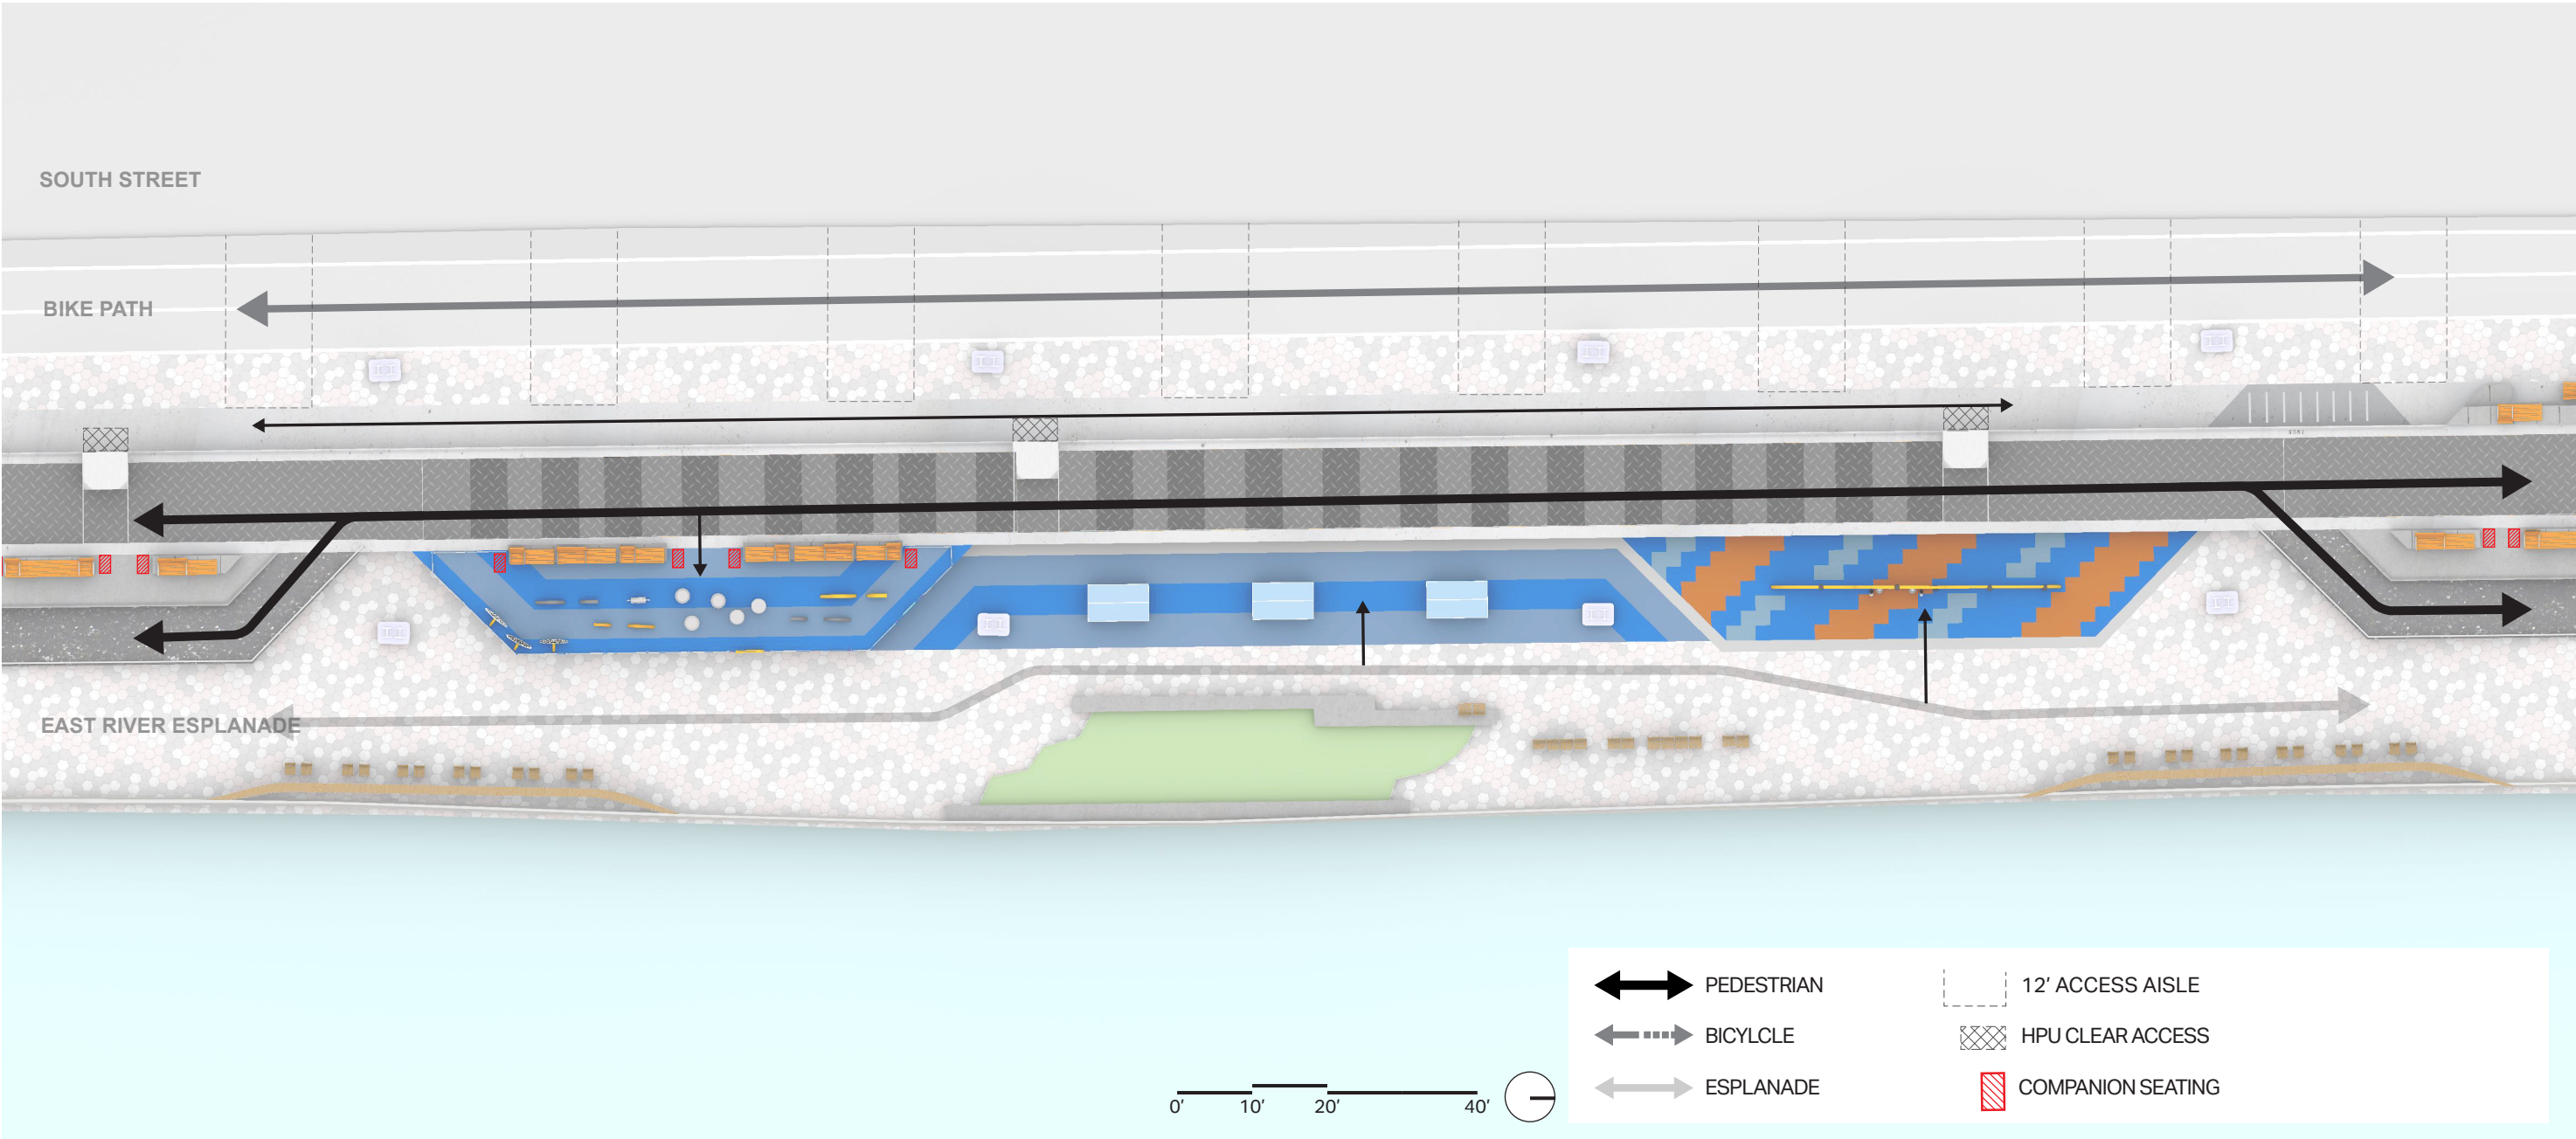 SOUTH STREET
BIKE PATH
EAST RIVER ESPLANADE
PEDESTRIAN
12' ACCESS AISLE
BICYLCLE
HPU CLEAR ACCESS
ESPLANADE
COMPANION SEATING
0' 10' 20' 40'